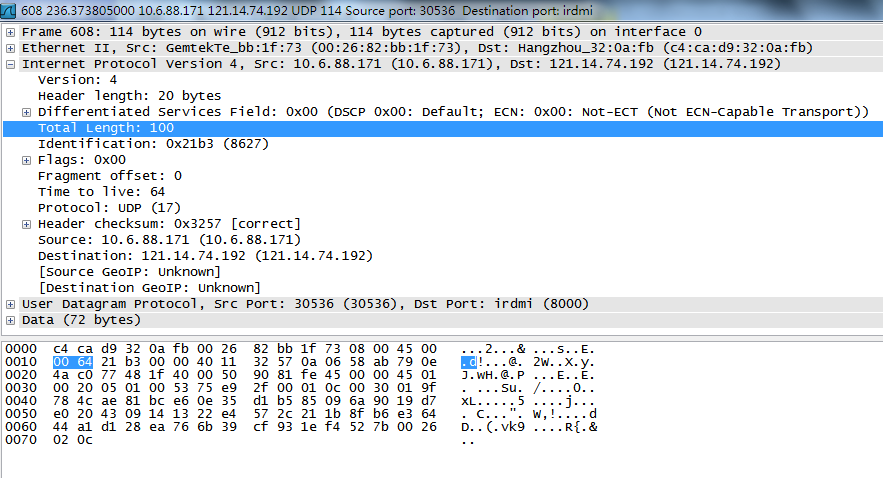 608 236.373805000 10.6.88.171 121.14.74.192 UDP 114 Source port: 30536 Destination port: irdmi
Frame 608: 114 bytes on wire (912 bits), 114 bytes captured (912 bits) on interface 0
Ethernet II, Src: GemtekTe_bb:1f:73 (00:26:82:bb:1f:73), Dst: Hangzhou_32:0a:fb (c4:ca:d9:32:0a:fb)
Internet Protocol Version 4, Src: 10.6.88.171 (10.6.88.171), Dst: 121.14.74.192 (121.14.74.192)
Version: 4
Header length: 20 bytes
Differentiated Services Field: 0x00 (DSCP 0x00: Default; ECN: 0x00: Not-ECT (Not ECN-Capable Transport))
Total Length: 100
Identification: 0x21b3 (8627)
Flags: 0x00
Fragment offset: 0
Time to live: 64
Protocol: UDP (17)
Header checksum: 0x3257 [correct]
Source: 10.6.88.171 (10.6.88.171)
Destination: 121.14.74.192 (121.14.74.192)
[Source GeoIP: Unknown]
[Destination GeoIP: Unknown]
User Datagram Protocol, Src Port: 30536 (30536), Dst Port: irdmi (8000)
Data (72 bytes)
0000 c4 ca d9 32 0a fb 00 26 82 bb 1f 73 08 00 45 00 ...2...& ...s..E.
0010 00 64 21 b3 00 00 40 11 32 57 0a 06 58 ab 79 0e .d!...@. 2W..X.y.
0020 4a c0 77 48 1f 40 00 50 90 81 fe 45 00 00 45 01 J.wH.@.P ...E..E.
0030 00 20 05 01 00 53 75 e9 2f 00 01 0c 00 30 01 9f . ...Su. /....0..
0040 78 4c ae 81 bc e6 0e 35 d1 b5 85 09 6a 90 19 d7 xL.....5 ....j...
0050 e0 20 43 09 14 13 22 e4 57 2c 21 1b 8f b6 e3 64 . C...". W,!....d
0060 44 a1 d1 28 ea 76 6b 39 cf 93 1e f4 52 7b 00 26 D..(.vk9 ....R{.&
0070 02 0c ..